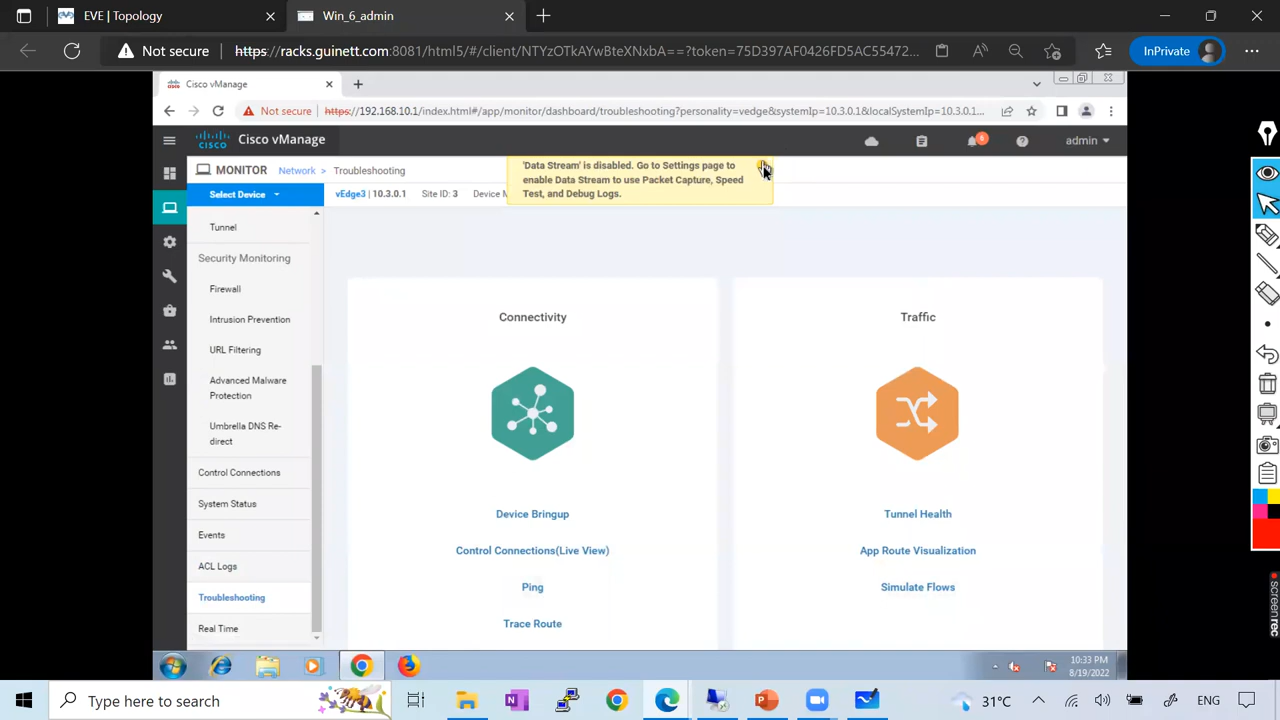 EVE | Topology
Win_6_admin
Not secure
https://racks.guinett.com:8081/html5/#/client/NTYzOTkAYwBteXNxbA==?token=75D397AF0426FD5AC55472...
InPrivate
Cisco vManage
Not secure
https://192.168.10.1/index.html#/app/monitor/dashboard/troubleshooting?personality=vedge&systemIp=10.3.0.1&localSystemIp=10.3.0.1...
Cisco vManage
6
admin
MONITOR
Network > Troubleshooting
'Data Stream' is disabled. Go to Settings page to
enable Data Stream to use Packet Capture, Speed
Test, and Debug Logs.
Select Device
vEdge3 | 10.3.0.1 Site ID: 3 Device M
Tunnel
Security Monitoring
Firewall
Intrusion Prevention
URL Filtering
Advanced Malware
Protection
Umbrella DNS Re-
direct
Control Connections
System Status
Events
ACL Logs
Troubleshooting
Real Time
Connectivity
Device Bringup
Control Connections(Live View)
Ping
Trace Route
Traffic
Tunnel Health
App Route Visualization
Simulate Flows
10:33 PM
8/19/2022
Screenrec
Type here to search
31°C
ENG